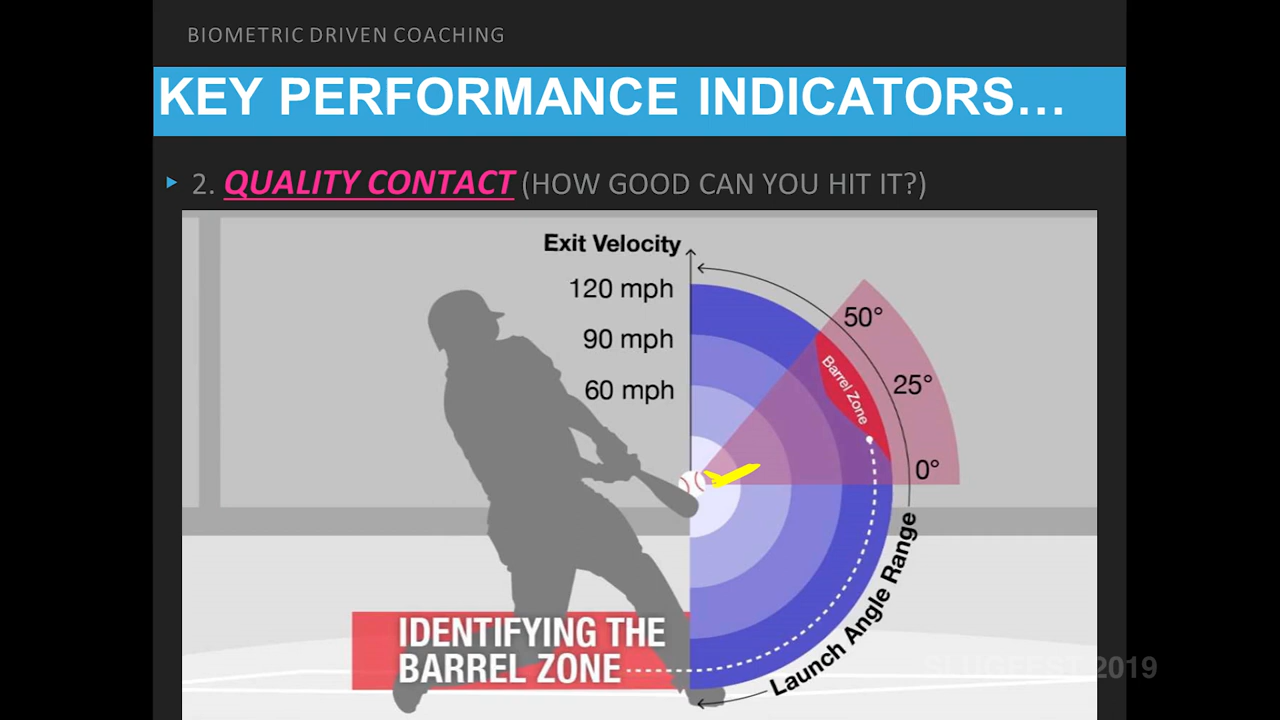 BIOMETRIC DRIVEN COACHING
KEY PERFORMANCE INDICATORS...
2. QUALITY CONTACT (HOW GOOD CAN YOU HIT IT?)
Exit Velocity
120 mph
90 mph
60 mph
50°
25°
0°
Barrel Zone
Launch Angle Range
IDENTIFYING THE
BARREL ZONE
SLUGFEST 2019